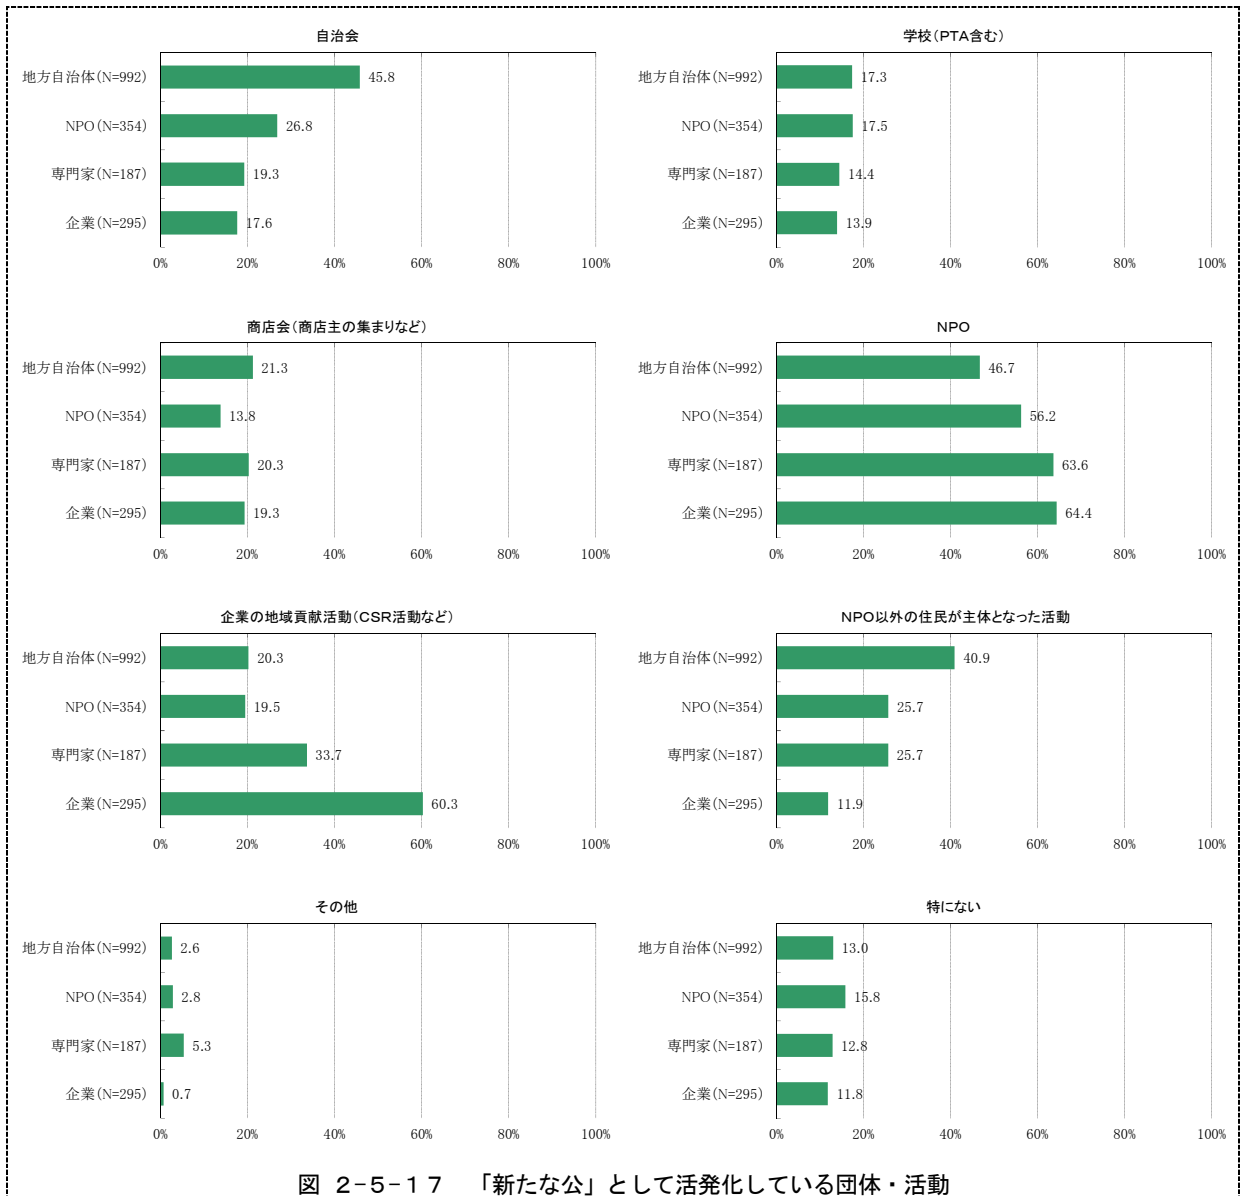 自治会
地方自治体(N=992) 45.8
NPO(N=354) 26.8
専門家(N=187) 19.3
企業(N=295) 17.6
0% 20% 40% 60% 80% 100%
学校(PTA含む)
地方自治体(N=992) 17.3
NPO(N=354) 17.5
専門家(N=187) 14.4
企業(N=295) 13.9
0% 20% 40% 60% 80% 100%
商店会(商店主の集まりなど)
地方自治体(N=992) 21.3
NPO(N=354) 13.8
専門家(N=187) 20.3
企業(N=295) 19.3
0% 20% 40% 60% 80% 100%
NPO
地方自治体(N=992) 46.7
NPO(N=354) 56.2
専門家(N=187) 63.6
企業(N=295) 64.4
0% 20% 40% 60% 80% 100%
企業の地域貢献活動(CSR活動など)
地方自治体(N=992) 20.3
NPO(N=354) 19.5
専門家(N=187) 33.7
企業(N=295) 60.3
0% 20% 40% 60% 80% 100%
NPO以外の住民が主体となった活動
地方自治体(N=992) 40.9
NPO(N=354) 25.7
専門家(N=187) 25.7
企業(N=295) 11.9
0% 20% 40% 60% 80% 100%
その他
地方自治体(N=992) 2.6
NPO(N=354) 2.8
専門家(N=187) 5.3
企業(N=295) 0.7
0% 20% 40% 60% 80% 100%
特にない
地方自治体(N=992) 13.0
NPO(N=354) 15.8
専門家(N=187) 12.8
企業(N=295) 11.8
0% 20% 40% 60% 80% 100%
図 2-5-17 「新たな公」として活発化している団体・活動